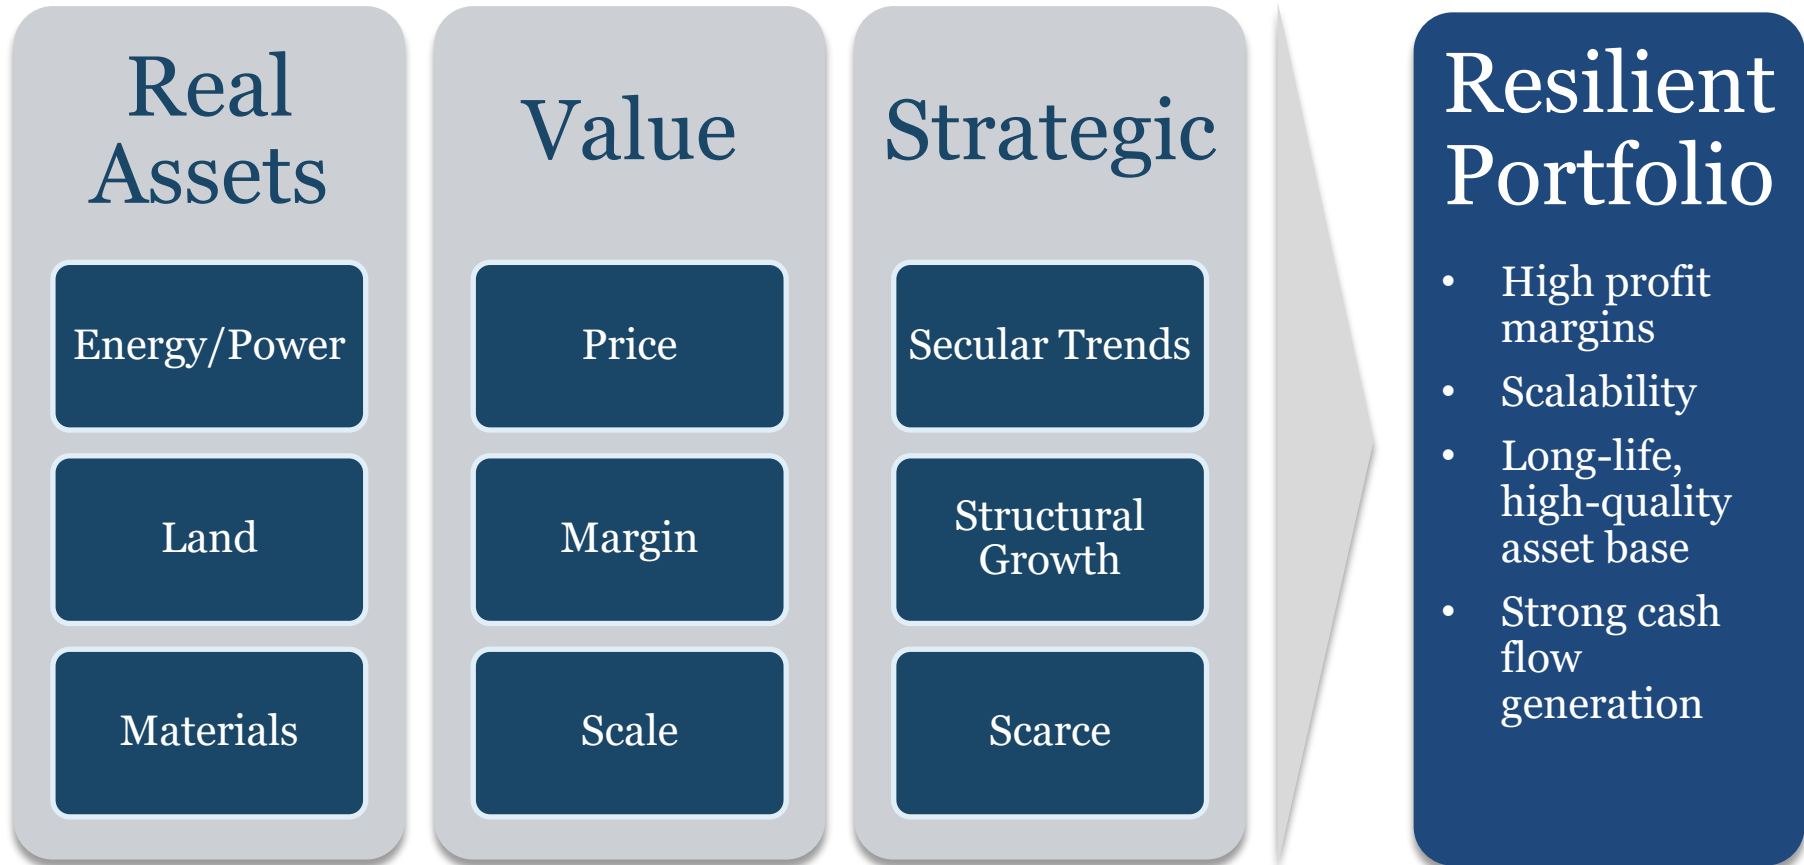 Real
Assets
Energy/Power
Land
Materials
Value
Price
Margin
Scale
Strategic
Secular Trends
Structural
Growth
Scarce
Resilient
Portfolio
• High profit
margins
• Scalability
• Long-life,
high-quality
asset base
• Strong cash
flow
generation